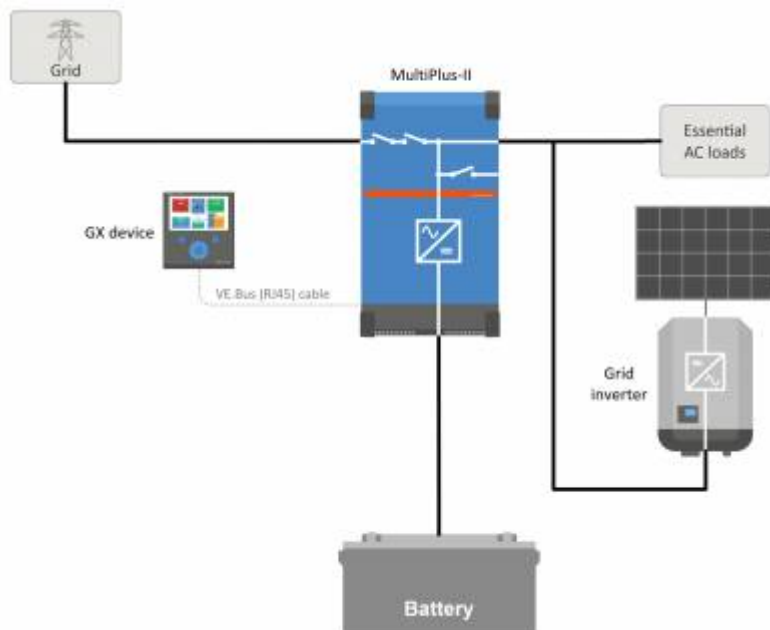 Grid
MultiPlus-II
Essential
AC loads
GX device
VE.Bus (RJ45) cable
Grid
inverter
Battery